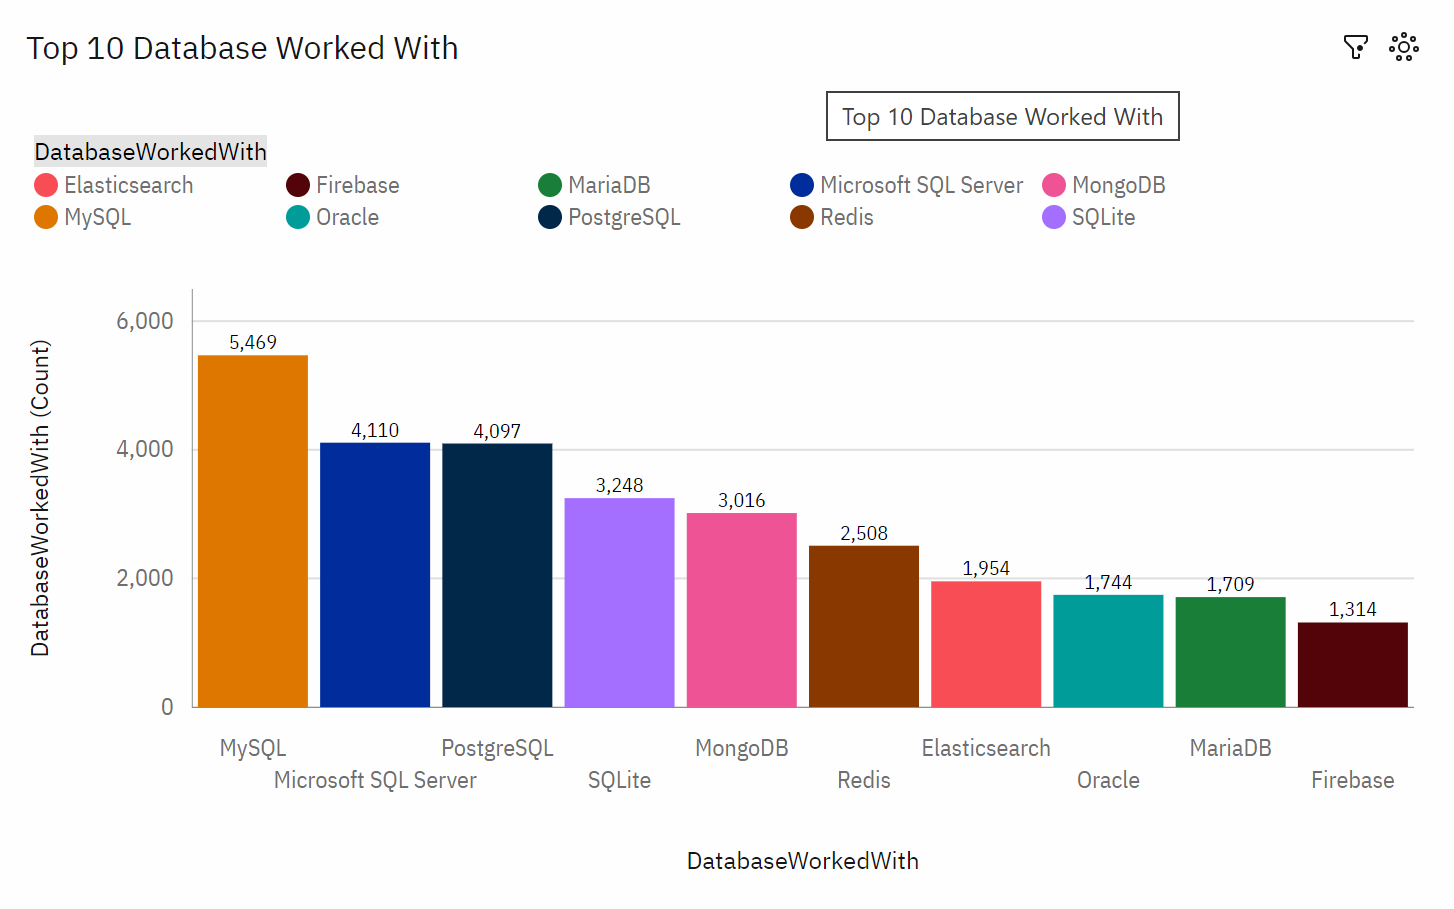 Top 10 Database Worked With
Top 10 Database Worked With
DatabaseWorkedWith
Elasticsearch Firebase MariaDB Microsoft SQL Server MongoDB
MySQL Oracle PostgreSQL Redis SQLite
DatabaseWorkedWith (Count)
6,000
4,000
2,000
0
5,469
4,110
4,097
3,248
3,016
2,508
1,954
1,744
1,709
1,314
MySQL PostgreSQL MongoDB Elasticsearch MariaDB
Microsoft SQL Server SQLite Redis Oracle Firebase
DatabaseWorkedWith